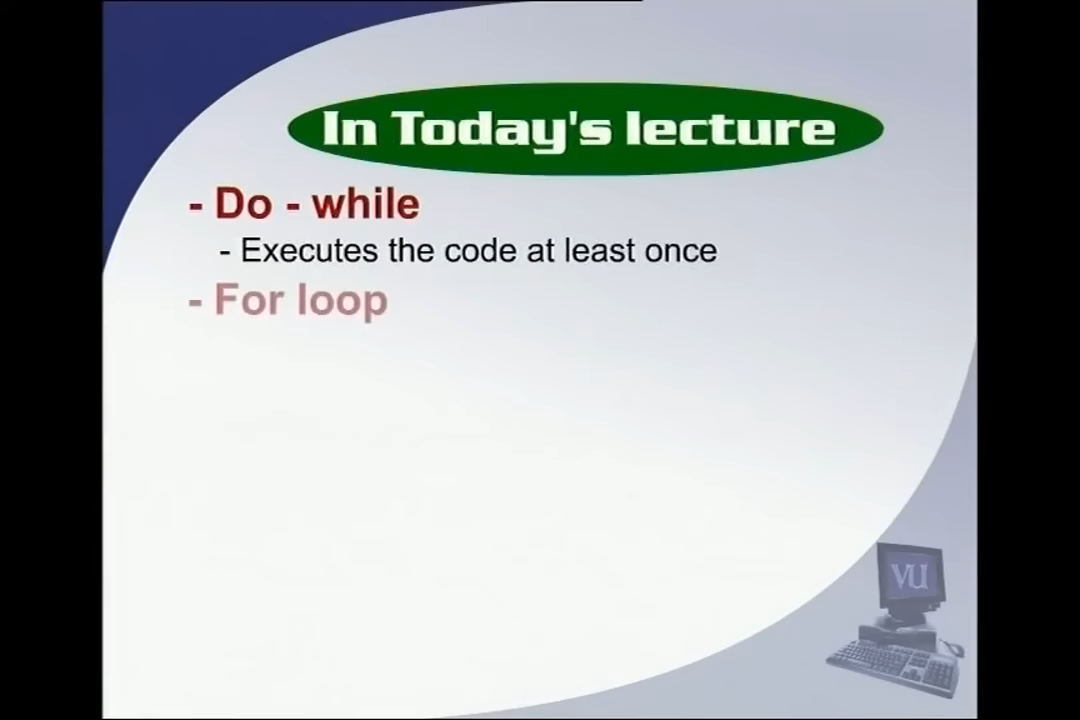 In Today's lecture
- Do - while
- Executes the code at least once
- For loop
VU